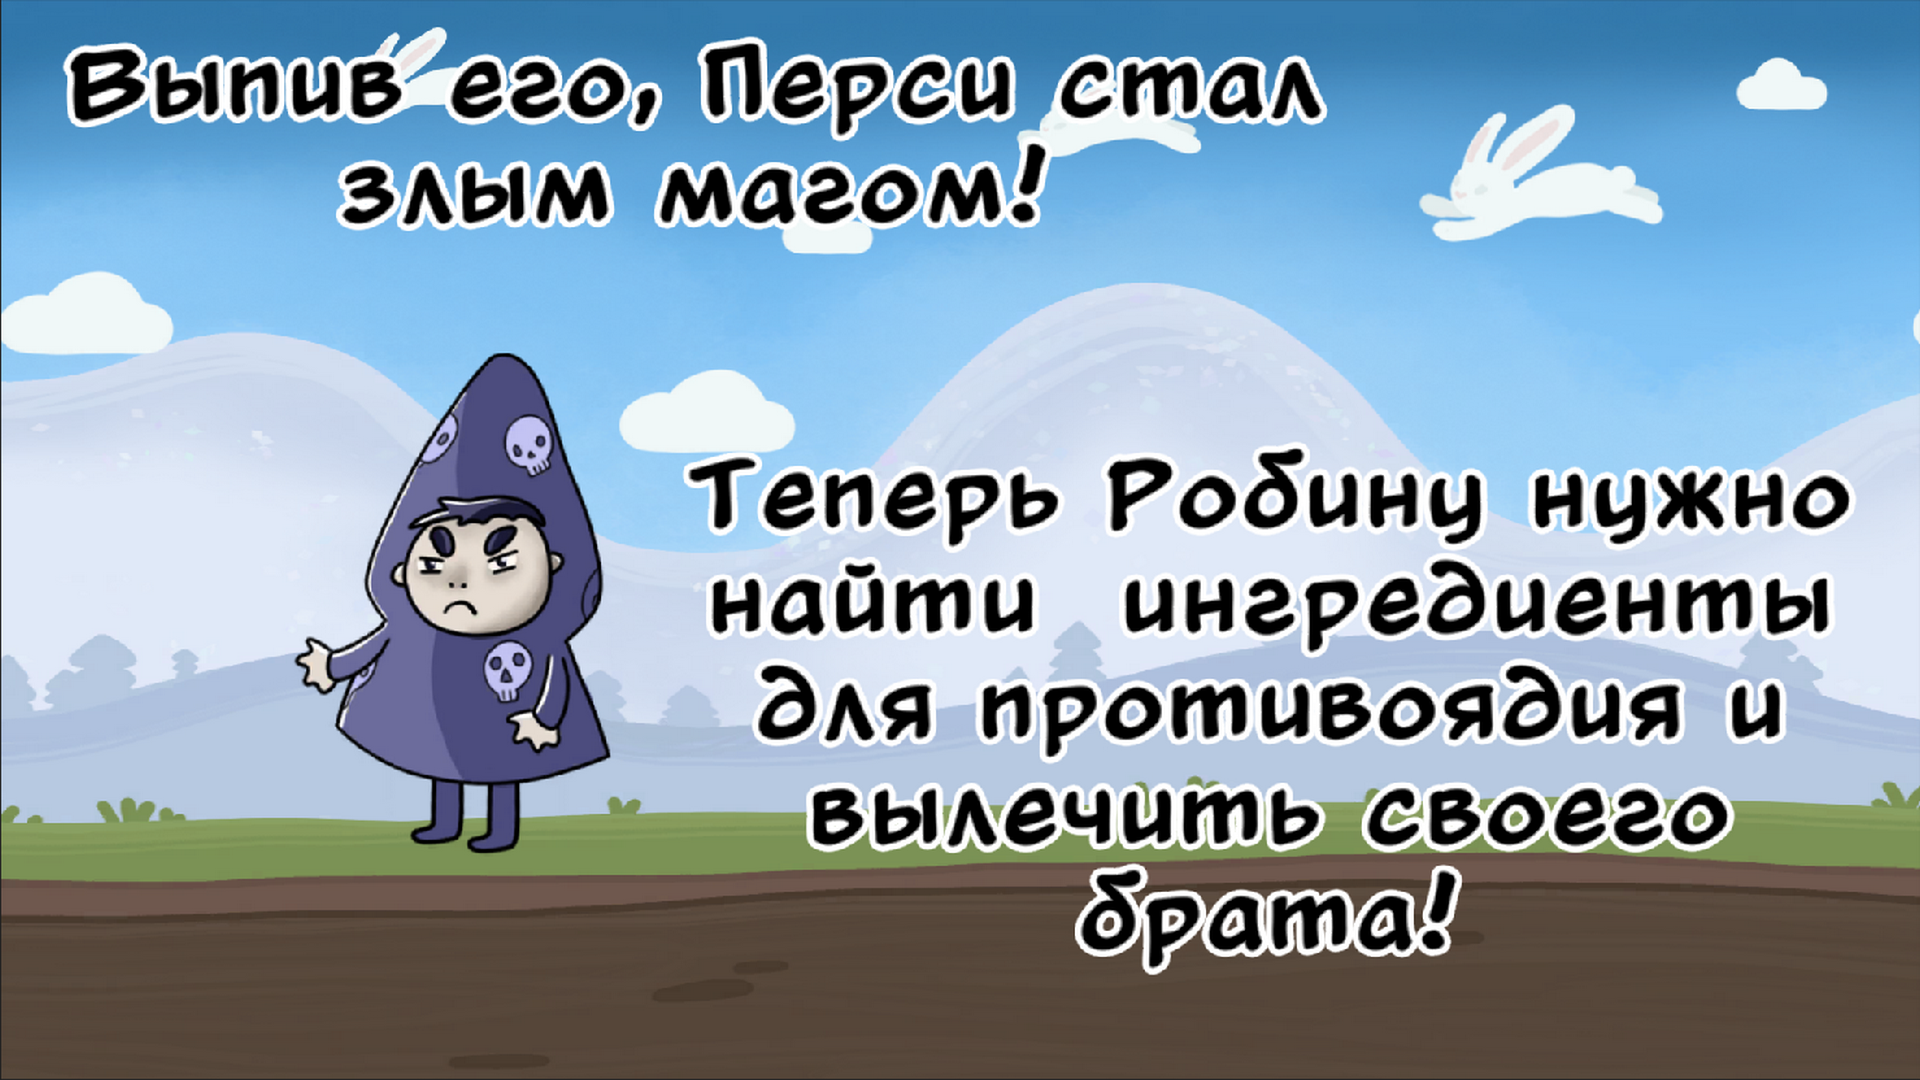 Выпив его, Перси стал
злым магом!
Теперь Робину нужно
найти ингредиенты
для противоядия и
вылечить своего
брата!